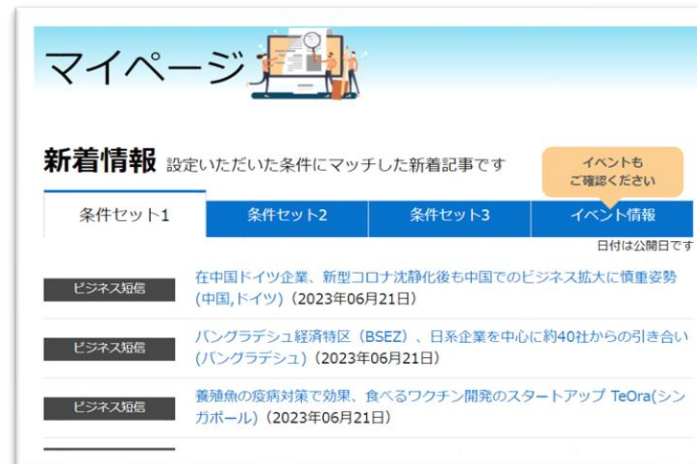 マイページ
新着情報 設定いただいた条件にマッチした新着記事です
イベントも
ご確認ください
条件セット1 条件セット2 条件セット3 イベント情報
日付は公開日です
ビジネス短信 在中国ドイツ企業、新型コロナ沈静化後も中国でのビジネス拡大に慎重姿勢
(中国,ドイツ)（2023年06月21日）
ビジネス短信 バングラデシュ経済特区（BSEZ）、日系企業を中心に約40社からの引き合い
(バングラデシュ)（2023年06月21日）
ビジネス短信 養殖魚の疫病対策で効果、食べるワクチン開発のスタートアップ TeOra(シン
ガポール)（2023年06月21日）